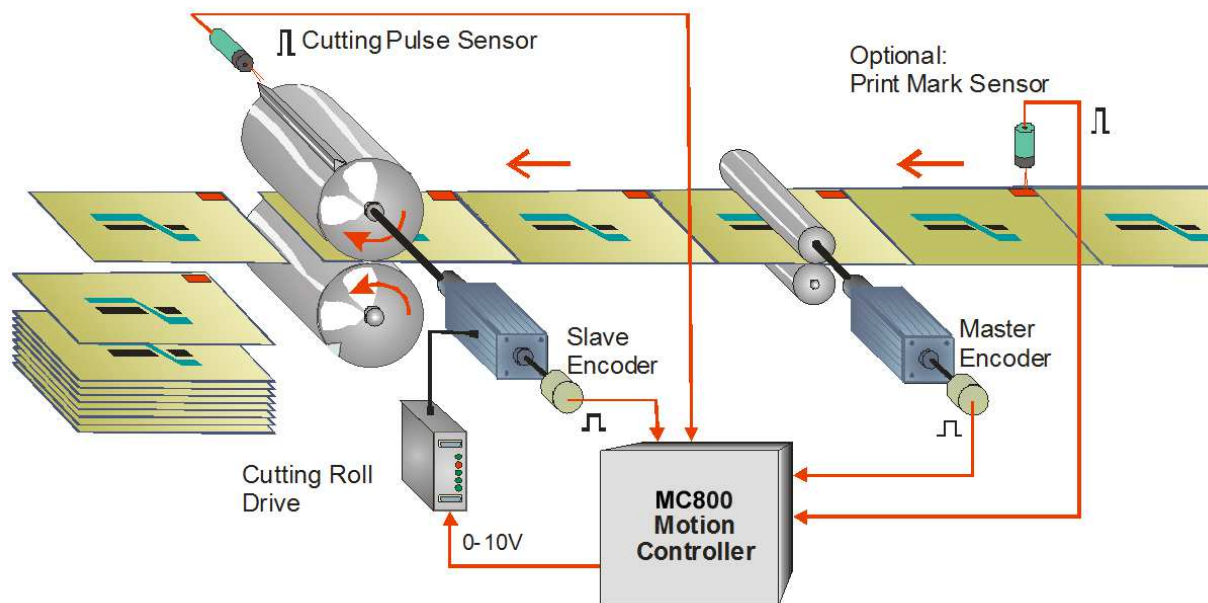 Cutting Pulse Sensor
Optional:
Print Mark Sensor
Slave
Encoder
Master
Encoder
Cutting Roll
Drive
0-10V
MC800
Motion
Controller